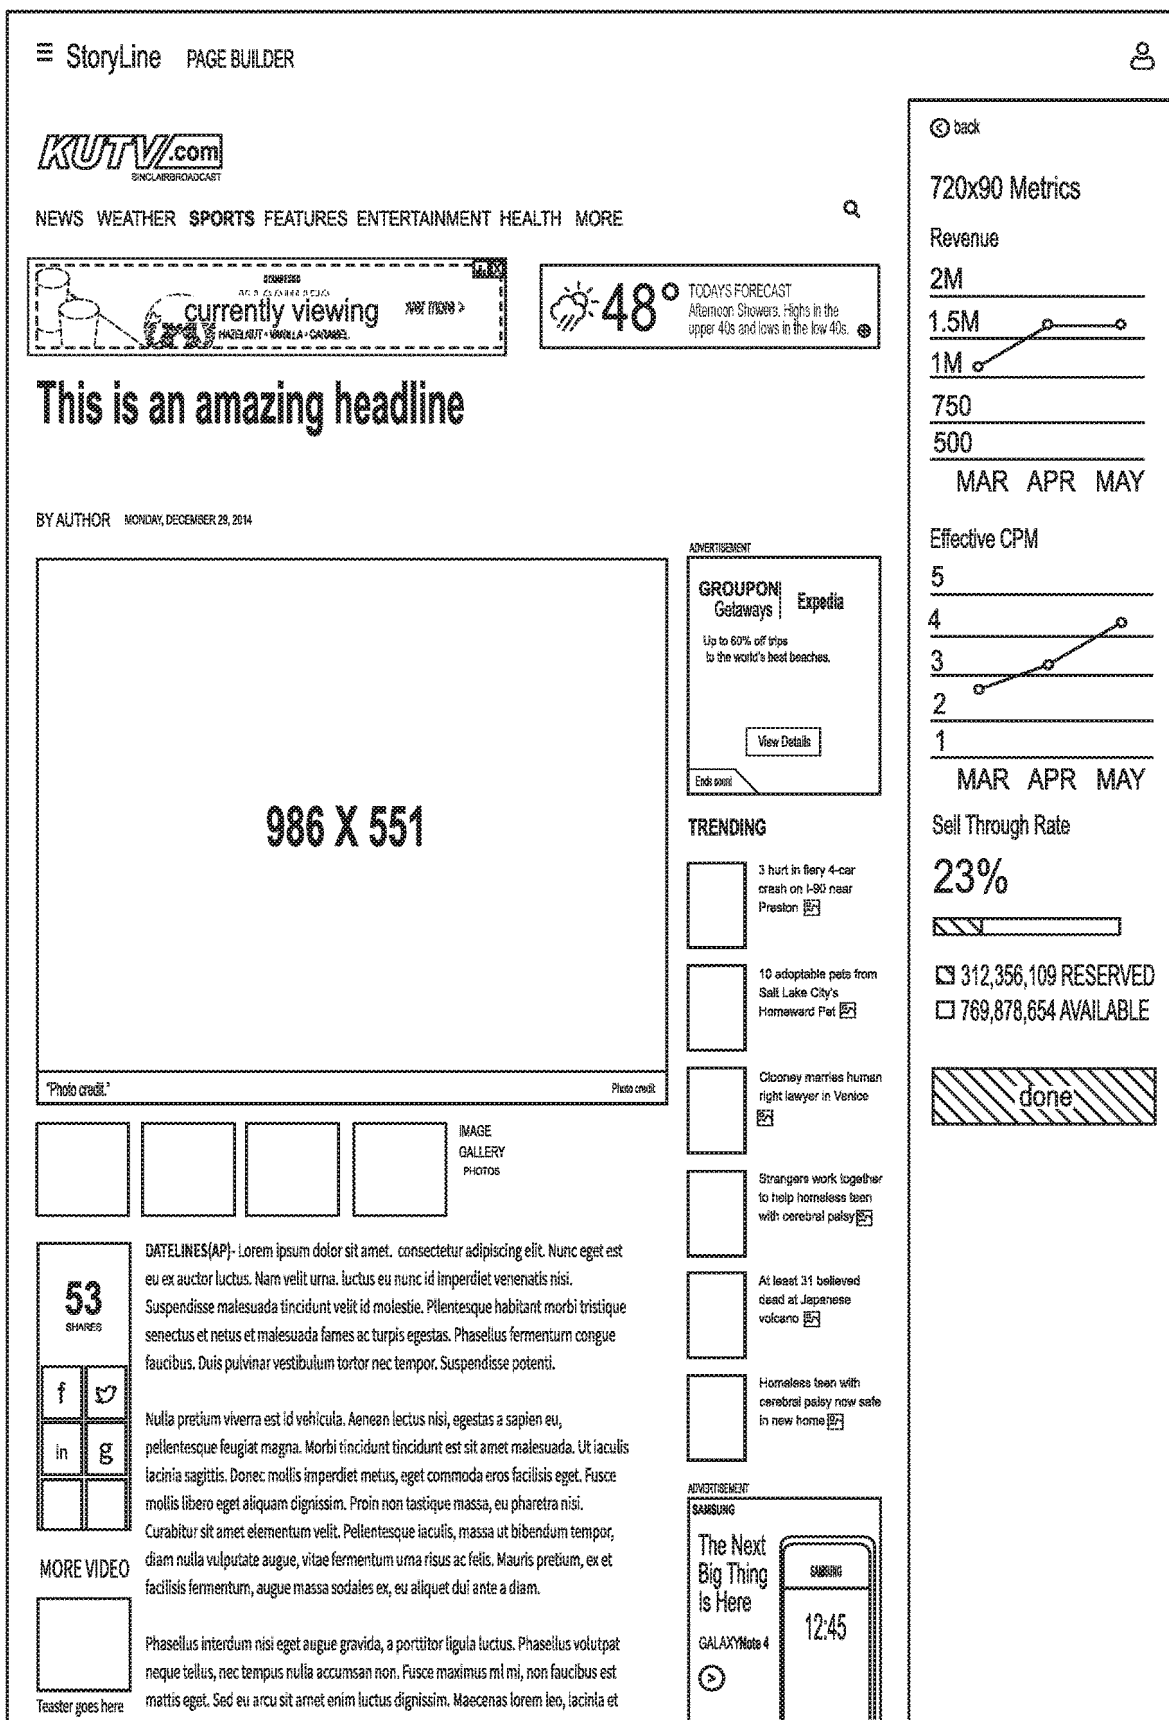 StoryLine PAGE BUILDER
KUTV.com
SINCLAIRBROADCAST
NEWS WEATHER SPORTS FEATURES ENTERTAINMENT HEALTH MORE
currently viewing
HAZELNUT • VANILLA • CARAMEL
48°
TODAYS FORECAST
Afternoon Showers. Highs in the
upper 40s and lows in the low 40s.
This is an amazing headline
BY AUTHOR MONDAY, DECEMBER 29, 2014
986 X 551
"Photo credit." Photo credit
IMAGE
GALLERY
PHOTOS
53
SHARES
f
in g
MORE VIDEO
Teaster goes here
DATELINES(AP)- Lorem ipsum dolor sit amet. consectetur adipiscing elit. Nunc eget est
eu ex auctor luctus. Nam velit urna. luctus eu nunc id imperdiet venenatis nisi.
Suspendisse malesuada tincidunt velit id molestie. Pllentesque habitant morbi tristique
senectus et netus et malesuada fames ac turpis egestas. Phasellus fermentum congue
faucibus. Duis pulvinar vestibulum tortor nec tempor. Suspendisse potenti.
Nulla pretium viverra est id vehicula. Aenean lectus nisi, egestas a sapien eu,
pellentesque feugiat magna. Morbi tincidunt tincidunt est sit amet malesuada. Ut iaculis
lacinia sagittis. Donec mollis imperdiet metus, eget commoda eros facilisis eget. Fusce
mollis libero eget aliquam dignissim. Proin non tastique massa, eu pharetra nisi.
Curabitur sit amet elementum velit. Pellentesque iaculis, massa ut bibendum tempor,
diam nulla vulputate augue, vitae fermentum urna risus ac felis. Mauris pretium, ex et
facilisis fermentum, augue massa sodales ex, eu aliquet dui ante a diam.
Phasellus interdum nisi eget augue gravida, a porttitor ligula luctus. Phasellus volutpat
neque tellus, nec tempus nulla accumsan non. Fusce maximus ml mi, non faucibus est
mattis eget. Sed eu arcu sit amet enim luctus dignissim. Maecenas lorem leo, lacinia et
ADVERTISEMENT
GROUPON
Getaways
Expedia
Up to 60% off trips
to the world's best beaches.
View Details
Ends soon!
TRENDING
3 hurt in fiery 4-car
crash on I-90 near
Preston
10 adoptable pets from
Salt Lake City's
Homeward Pet
Clooney marries human
right lawyer in Venice
Strangers work together
to help homeless teen
with cerebral palsy
At least 31 believed
dead at Japanese
volcano
Homeless teen with
cerebral palsy now safe
in new home
ADVERTISEMENT
SAMSUNG
The Next
Big Thing
Is Here
GALAXYNote 4
SAMSUNG
12:45
back
720x90 Metrics
Revenue
2M
1.5M
1M
750
500
MAR APR MAY
Effective CPM
5
4
3
2
1
MAR APR MAY
Sell Through Rate
23%
312,356,109 RESERVED
769,878,654 AVAILABLE
done